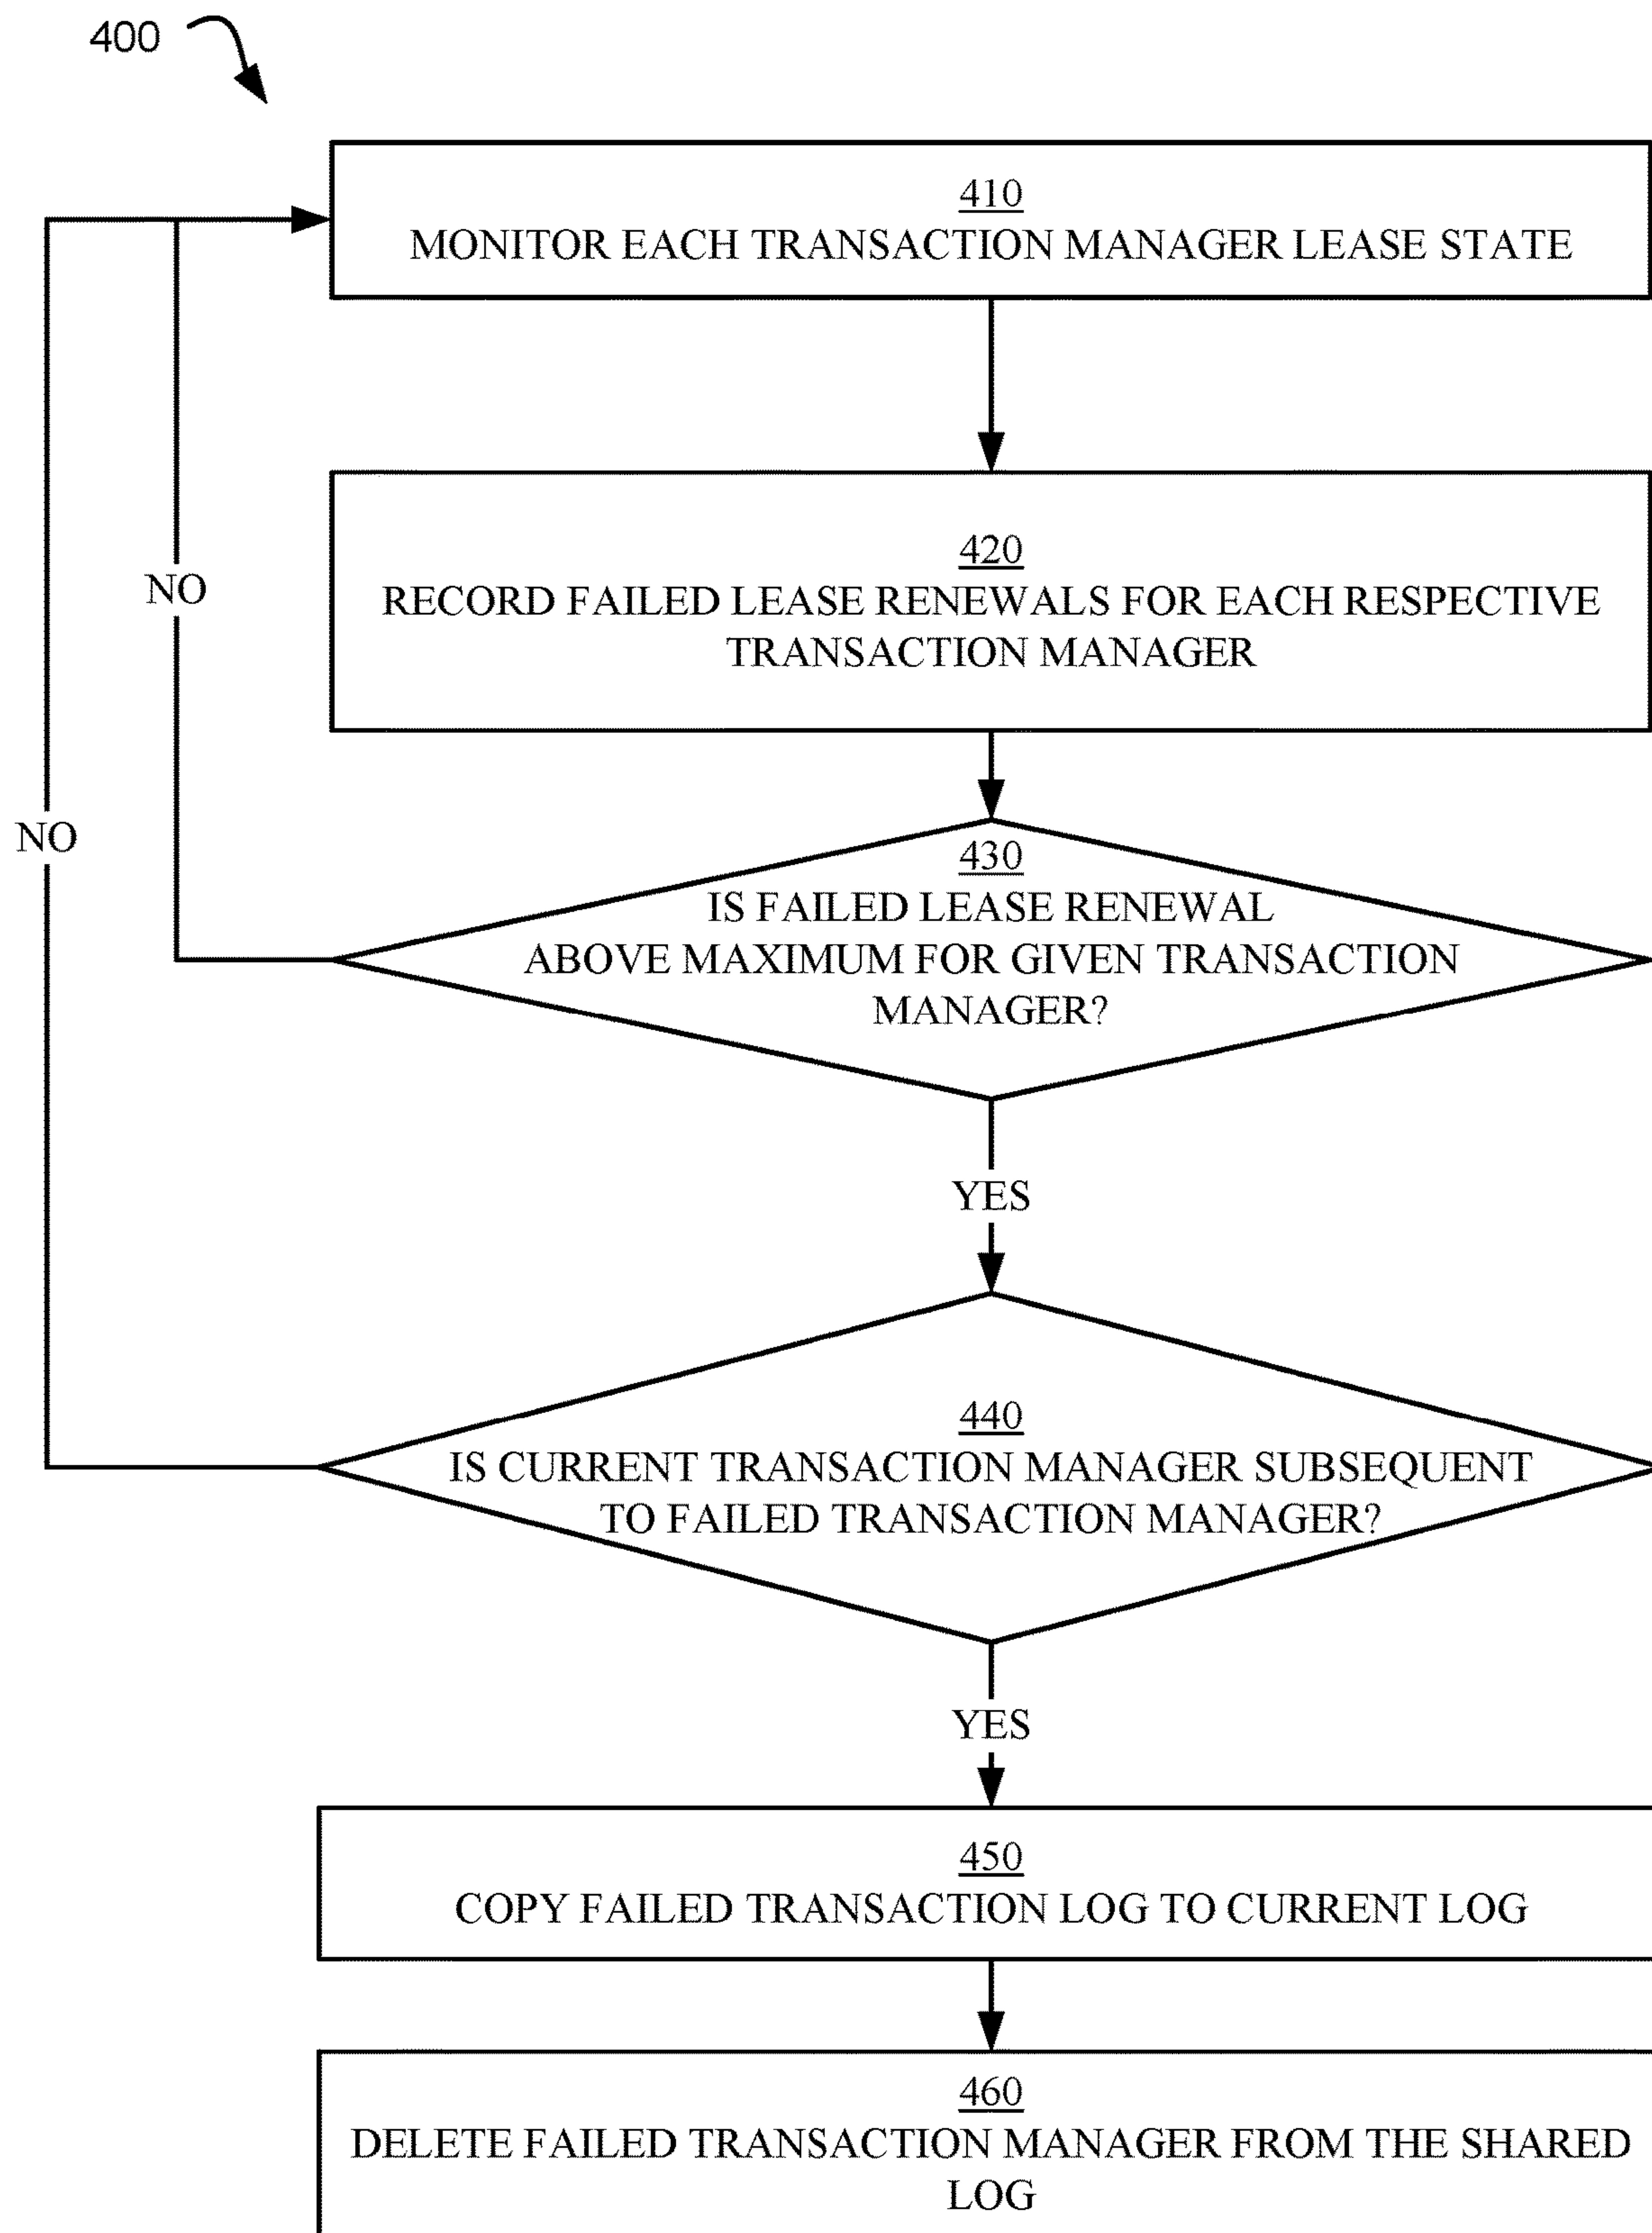 400
410
MONITOR EACH TRANSACTION MANAGER LEASE STATE
420
RECORD FAILED LEASE RENEWALS FOR EACH RESPECTIVE
TRANSACTION MANAGER
NO
NO
430
IS FAILED LEASE RENEWAL
ABOVE MAXIMUM FOR GIVEN TRANSACTION
MANAGER?
YES
440
IS CURRENT TRANSACTION MANAGER SUBSEQUENT
TO FAILED TRANSACTION MANAGER?
YES
450
COPY FAILED TRANSACTION LOG TO CURRENT LOG
460
DELETE FAILED TRANSACTION MANAGER FROM THE SHARED
LOG